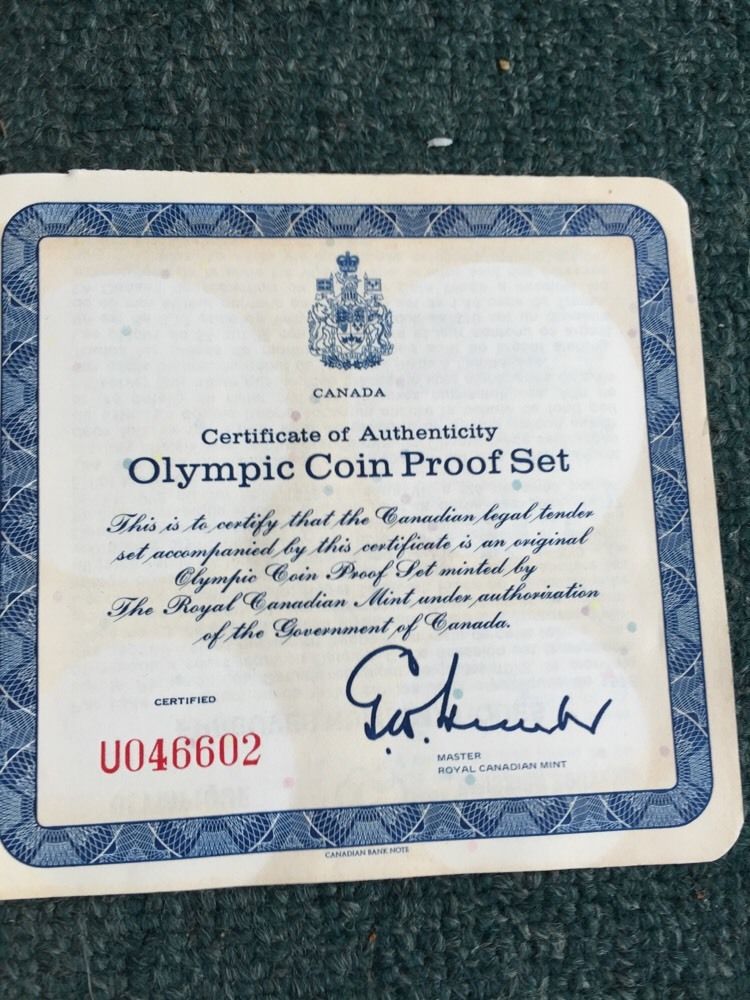 CANADA
Certificate of Authenticity
Olympic Coin Proof Set
This is to certify that the Canadian legal tender
set accompanied by this certificate is an original
Olympic Coin Proof Set minted by
The Royal Canadian Mint under authorization
of the Government of Canada.
CERTIFIED
U046602
MASTER
ROYAL CANADIAN MINT
CANADIAN BANK NOTE